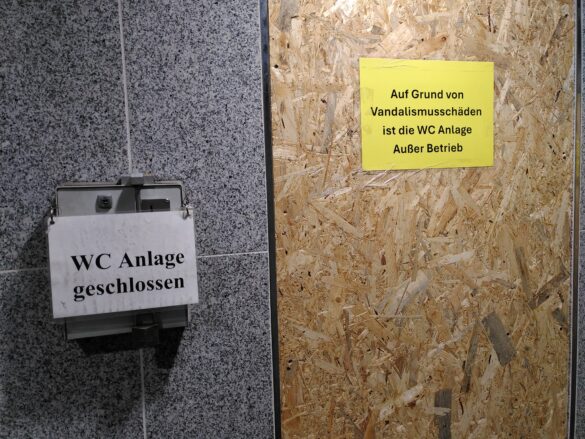 WC Anlage
geschlossen
Auf Grund von
Vandalismusschäden
ist die WC Anlage
Außer Betrieb